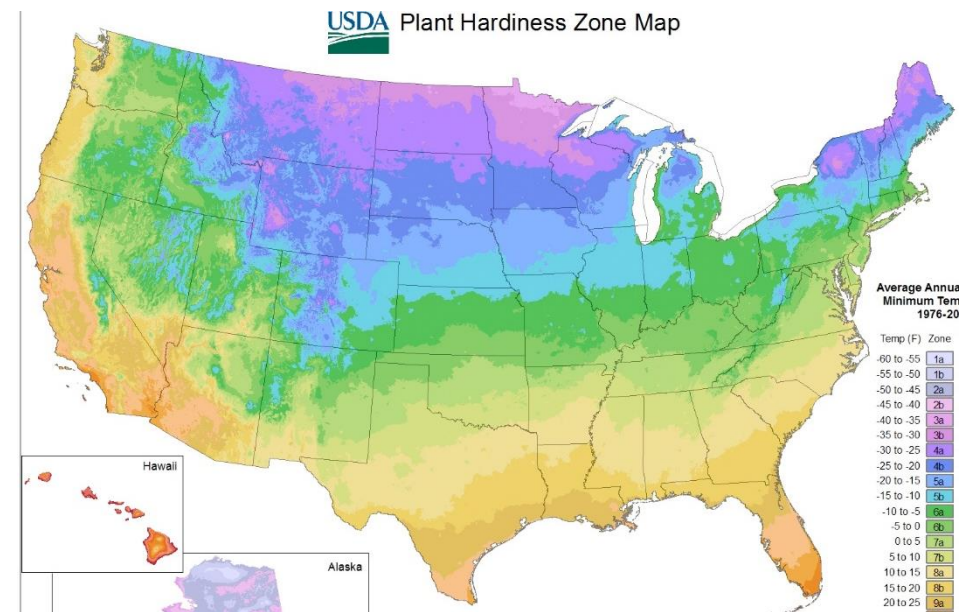 USDA Plant Hardiness Zone Map
Average Annua
Minimum Tem
1976-20
Temp (F) Zone
-60 to -55 1a
-55 to -50 1b
-50 to -45 2a
-45 to -40 2b
-40 to -35 3a
-35 to -30 3b
-30 to -25 4a
-25 to -20 4b
-20 to -15 5a
-15 to -10 5b
-10 to -5 6a
-5 to 0 6b
0 to 5 7a
5 to 10 7b
10 to 15 8a
15 to 20 8b
20 to 25 9a
Hawaii
Alaska